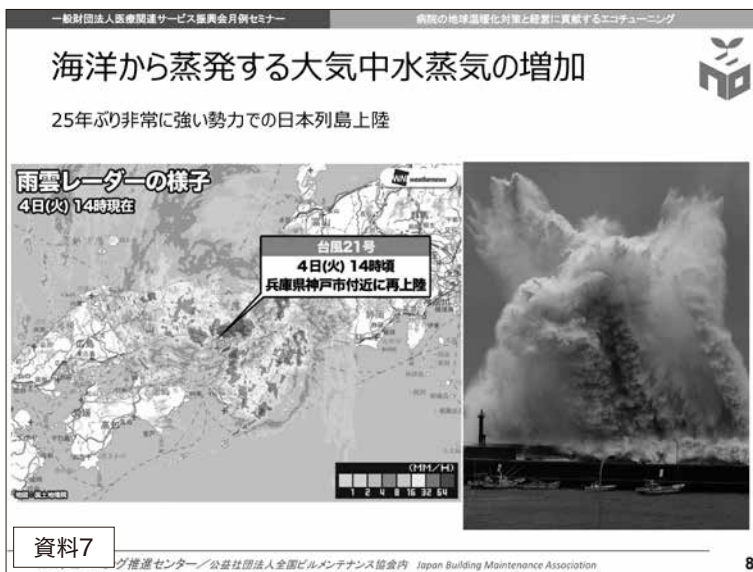 一般財団法人医療関連サービス振興会月例セミナー
病院の地球温暖化対策と経営に貢献するエコチューニング
海洋から蒸発する大気中水蒸気の増加
25年ぶり非常に強い勢力での日本列島上陸
雨雲レーダーの様子
4日(火) 14時現在
weathernews
台風21号
4日(火) 14時頃
兵庫県神戸市付近に再上陸
広島
(MM/H)
1 2 4 8 16 32 64
資料7
グ推進センター/公益社団法人全国ビルメンテナンス協会内 Japan Building Maintenance Association
8